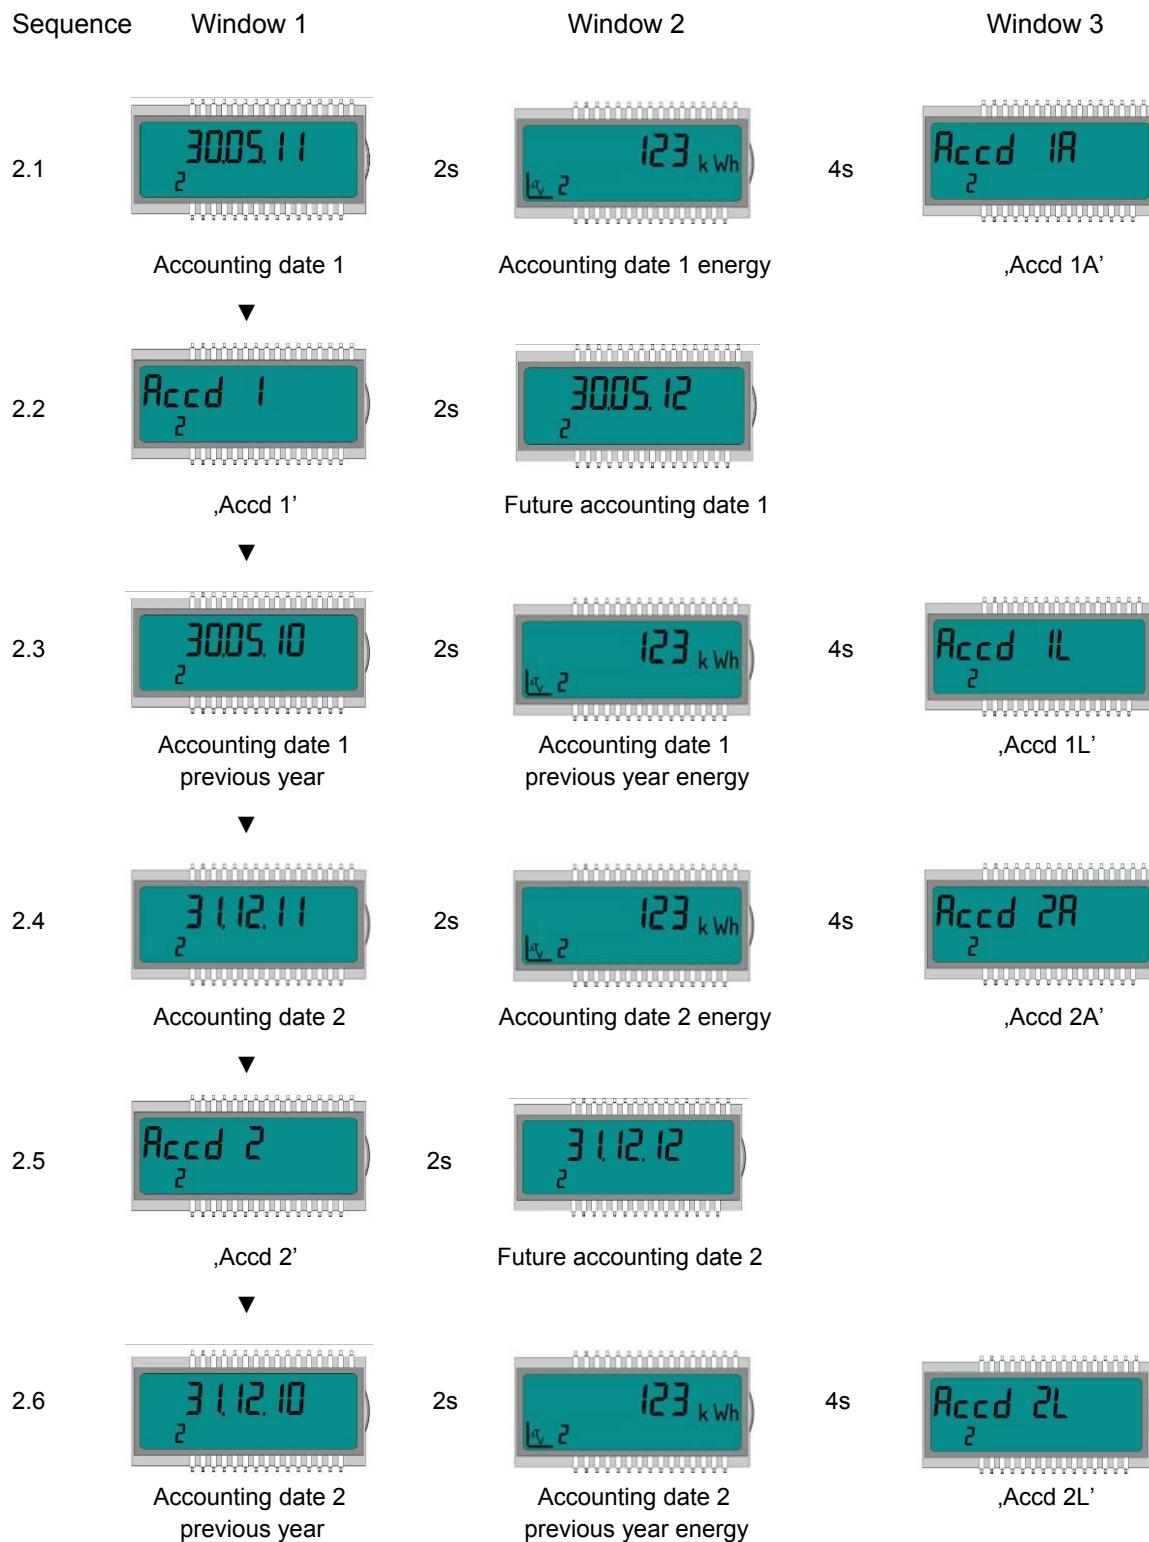 Sequence Window 1 Window 2 Window 3
30.05.11
2
2.1 2s 4s
123 kWh
2
Accd 1A
2
Accounting date 1 Accounting date 1 energy ‚Accd 1A’
▼
Accd 1
2
2.2 2s
30.05.12
2
‚Accd 1’ Future accounting date 1
▼
30.05.10
2
2.3 2s 4s
123 kWh
2
Accd 1L
2
Accounting date 1 Accounting date 1 ‚Accd 1L’
previous year previous year energy
▼
31.12.11
2
2.4 2s 4s
123 kWh
2
Accd 2A
2
Accounting date 2 Accounting date 2 energy ‚Accd 2A’
▼
Accd 2
2
2.5 2s
31.12.12
2
‚Accd 2’ Future accounting date 2
▼
31.12.10
2
2.6 2s 4s
123 kWh
2
Accd 2L
2
Accounting date 2 Accounting date 2 ‚Accd 2L’
previous year previous year energy